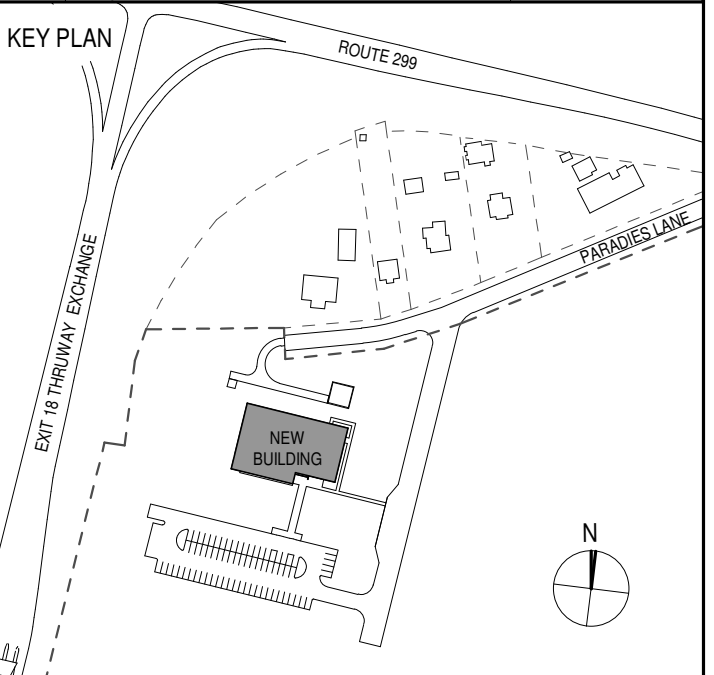 KEY PLAN
ROUTE 299
PARADIES LANE
EXIT 18 THRUWAY EXCHANGE
NEW
BUILDING
N